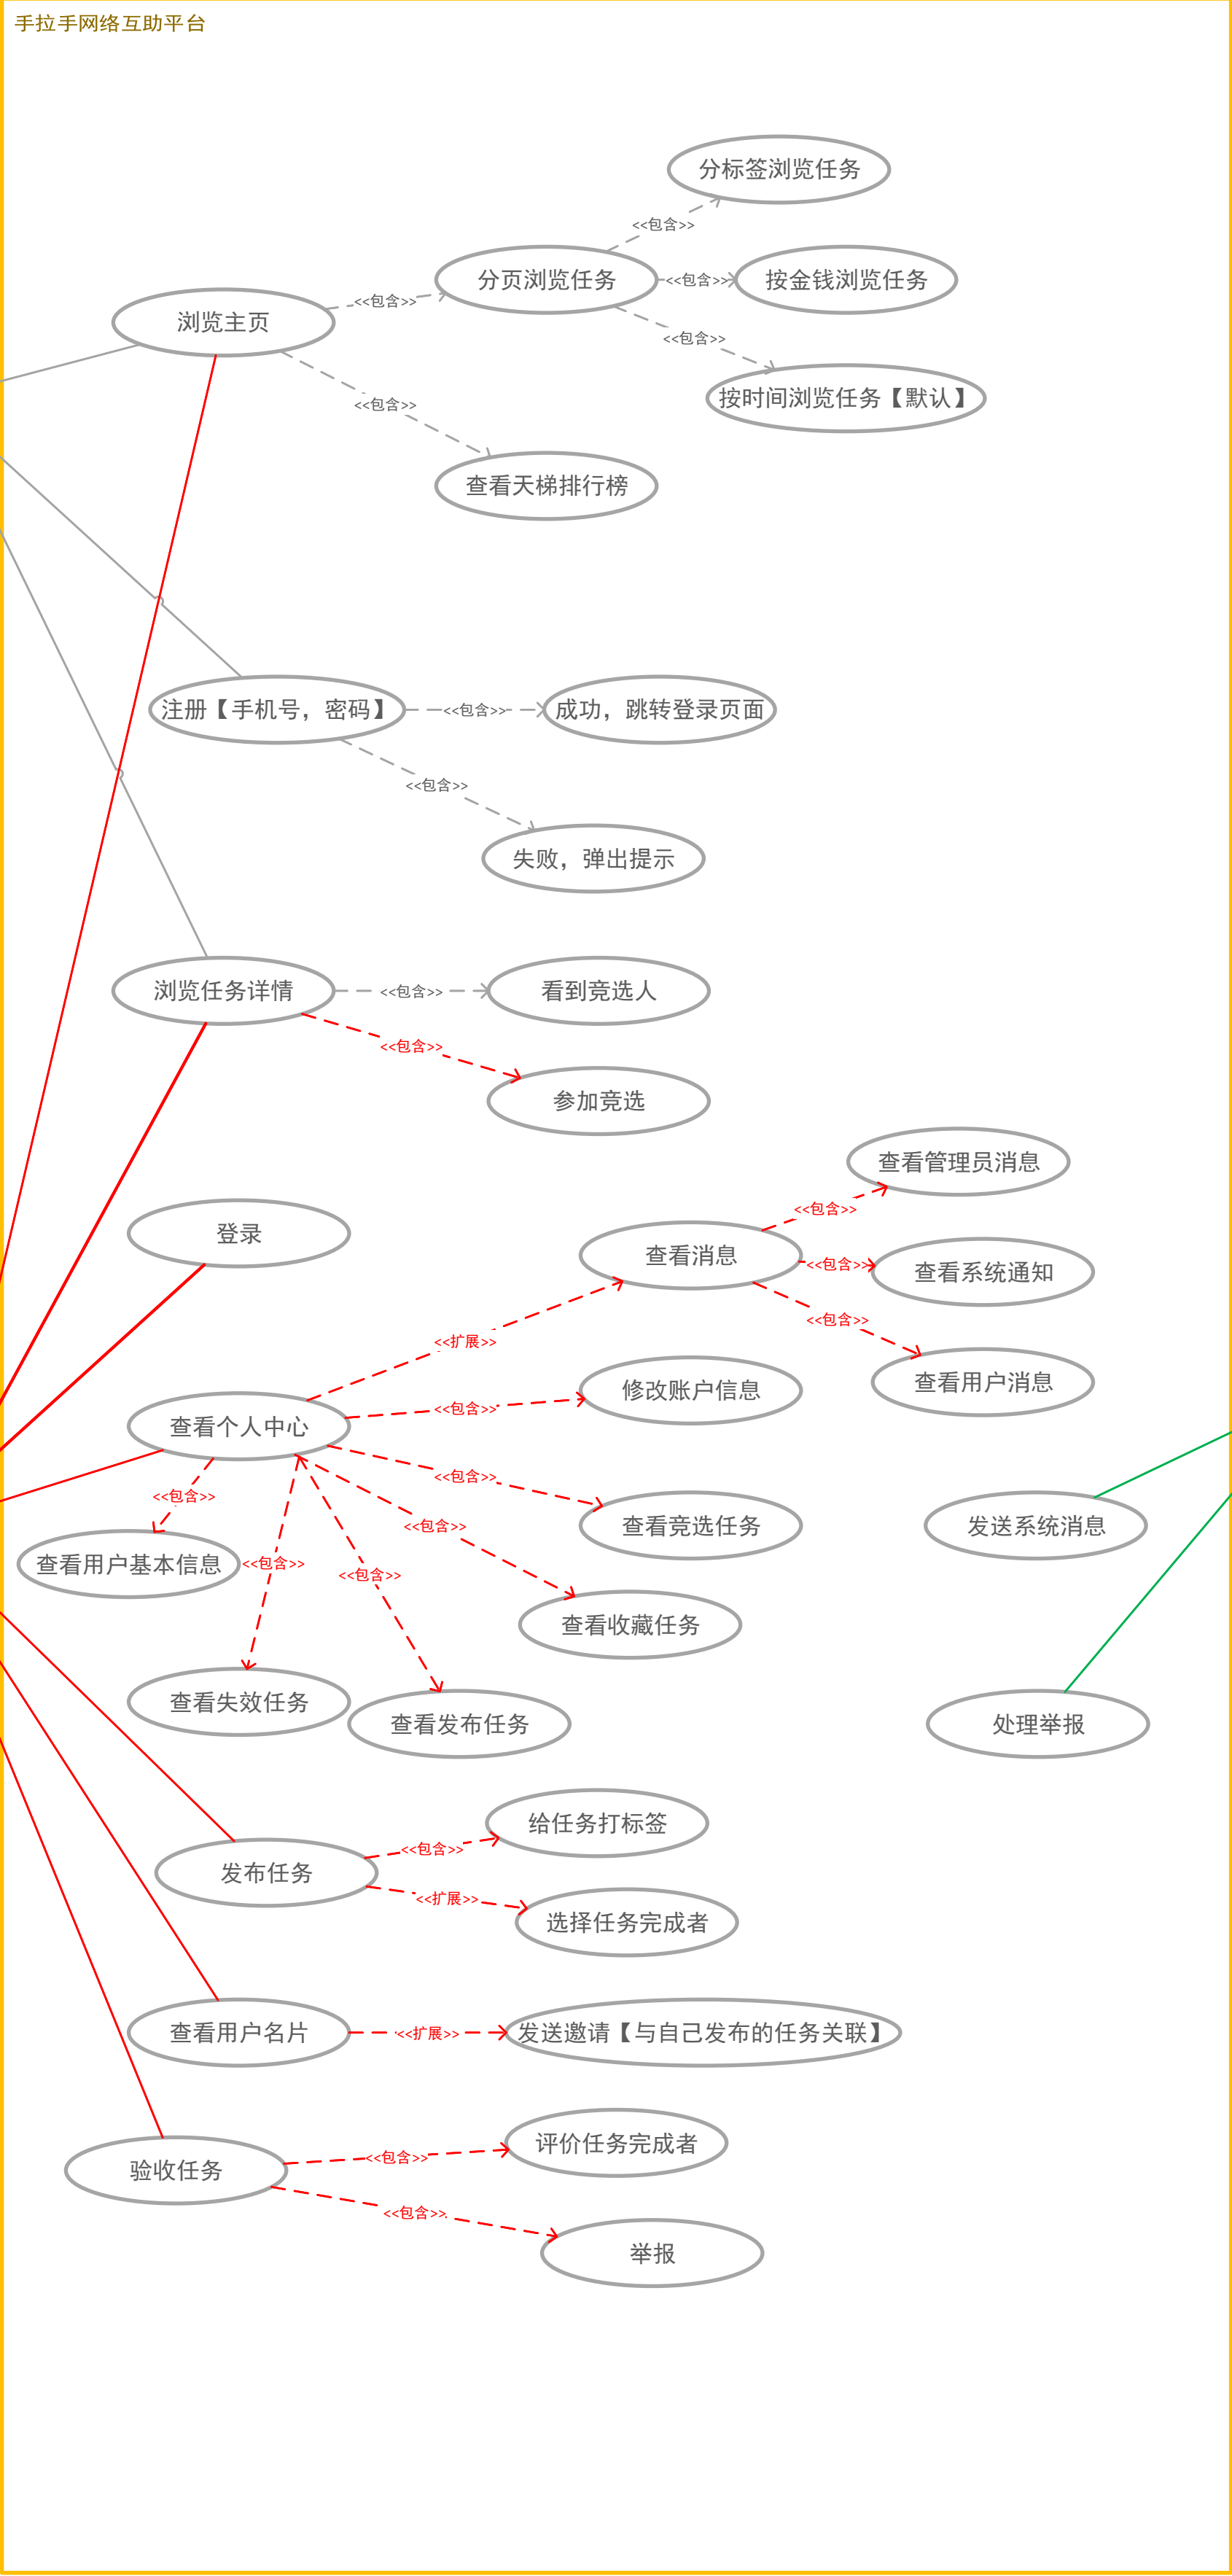 手拉手网络互助平台
分标签浏览任务
<<包含>>
分页浏览任务
<<包含>>
按金钱浏览任务
<<包含>>
浏览主页
<<包含>>
按时间浏览任务【默认】
<<包含>>
查看天梯排行榜
注册【手机号，密码】
<<包含>>
成功，跳转登录页面
<<包含>>
失败，弹出提示
浏览任务详情
<<包含>>
看到竞选人
<<包含>>
参加竞选
查看管理员消息
<<包含>>
登录
查看消息
<<包含>>
查看系统通知
<<包含>>
<<扩展>>
查看用户消息
修改账户信息
<<包含>>
查看个人中心
<<包含>>
<<包含>>
查看竞选任务
发送系统消息
<<包含>>
查看用户基本信息
<<包含>>
<<包含>>
查看收藏任务
查看失效任务
查看发布任务
处理举报
给任务打标签
<<包含>>
发布任务
<<扩展>>
选择任务完成者
查看用户名片
<<扩展>>
发送邀请【与自己发布的任务关联】
评价任务完成者
<<包含>>
验收任务
<<包含>>
举报